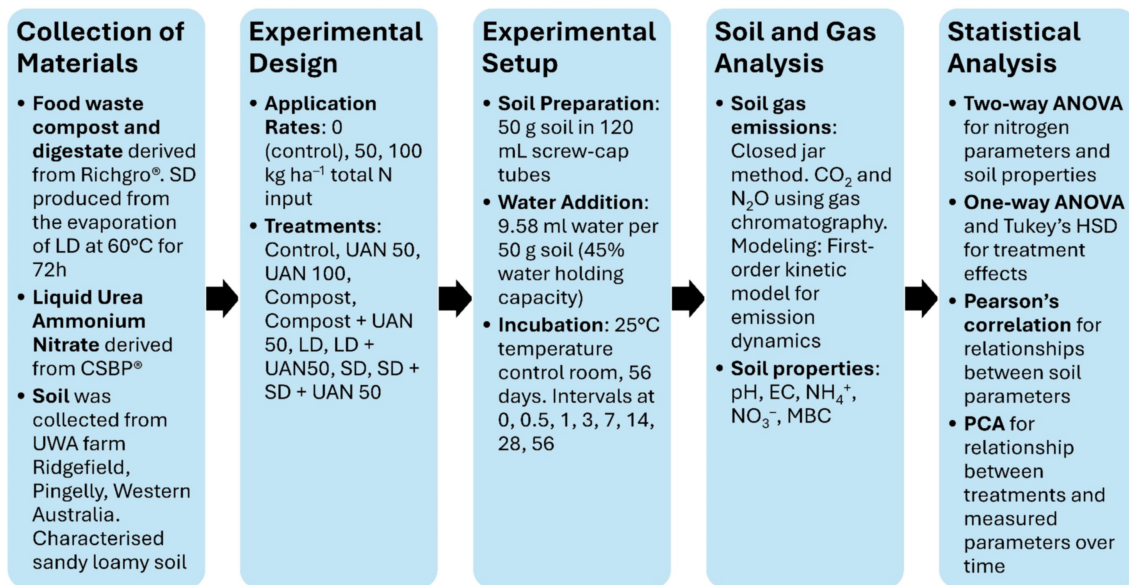 Collection of
Materials
• Food waste
compost and
digestate derived
from Richgro®. SD
produced from
the evaporation
of LD at 60°C for
72h
• Liquid Urea
Ammonium
Nitrate derived
from CSBP®
• Soil was
collected from
UWA farm
Ridgefield,
Pingelly, Western
Australia.
Characterised
sandy loamy soil
Experimental
Design
• Application
Rates: 0
(control), 50, 100
kg ha⁻¹ total N
input
• Treatments:
Control, UAN 50,
UAN 100,
Compost,
Compost + UAN
50, LD, LD +
UAN50, SD, SD +
SD + UAN 50
Experimental
Setup
• Soil Preparation:
50 g soil in 120
mL screw-cap
tubes
• Water Addition:
9.58 ml water per
50 g soil (45%
water holding
capacity)
• Incubation: 25°C
temperature
control room, 56
days. Intervals at
0, 0.5, 1, 3, 7, 14,
28, 56
Soil and Gas
Analysis
• Soil gas
emissions:
Closed jar
method. CO₂ and
N₂O using gas
chromatography.
Modeling: First-
order kinetic
model for
emission
dynamics
• Soil properties:
pH, EC, NH₄⁺,
NO₃⁻, MBC
Statistical
Analysis
• Two-way ANOVA
for nitrogen
parameters and
soil properties
• One-way ANOVA
and Tukey's HSD
for treatment
effects
• Pearson's
correlation for
relationships
between soil
parameters
• PCA for
relationship
between
treatments and
measured
parameters over
time